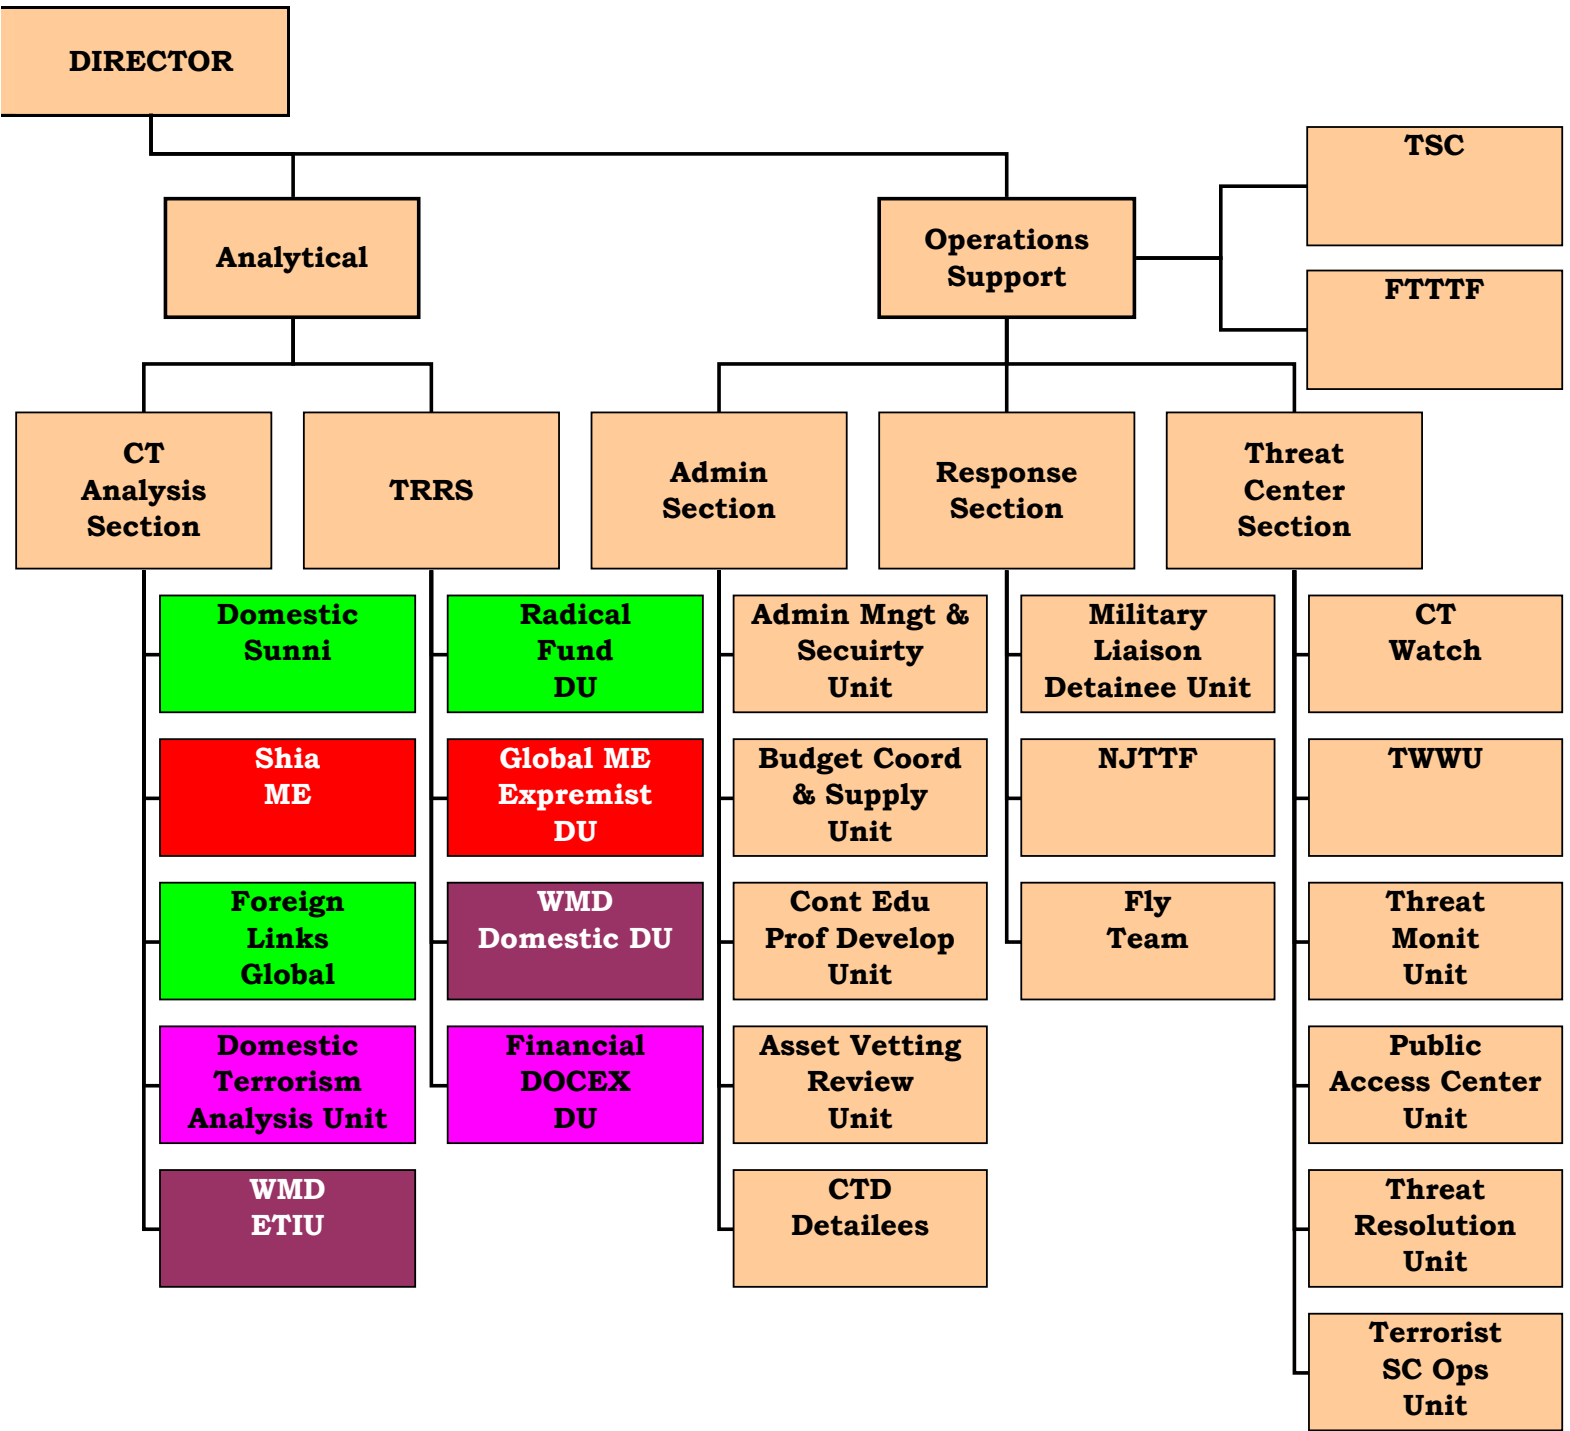 DIRECTOR
TSC
FTTTF
Analytical
Operations
Support
CT
Analysis
Section
TRRS
Admin
Section
Response
Section
Threat
Center
Section
Domestic
Sunni
Shia
ME
Foreign
Links
Global
Domestic
Terrorism
Analysis Unit
WMD
ETIU
Radical
Fund
DU
Global ME
Expremist
DU
WMD
Domestic DU
Financial
DOCEX
DU
Admin Mngt &
Secuirty
Unit
Budget Coord
& Supply
Unit
Cont Edu
Prof Develop
Unit
Asset Vetting
Review
Unit
CTD
Detailees
Military
Liaison
Detainee Unit
NJTTF
Fly
Team
CT
Watch
TWWU
Threat
Monit
Unit
Public
Access Center
Unit
Threat
Resolution
Unit
Terrorist
SC Ops
Unit